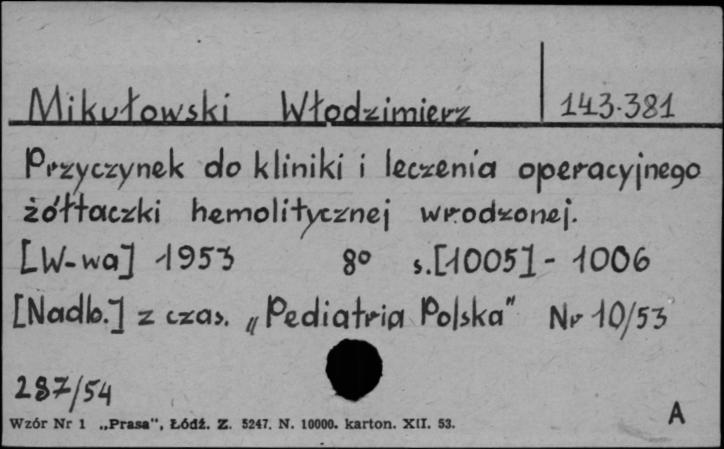 Mikułowski Włodzimierz 143.381
Przyczynek do kliniki i leczenia operacyjnego
żółtaczki hemolitycznej wrodzonej.
[W-wa] 1953 8° s.[1005] - 1006
[Nadb.] z czas. „Pediatria Polska" Nr 10/53
287/54
A
Wzór Nr 1 „Prasa", Łódź. Z. 5247. N. 10000. karton. XII. 53.